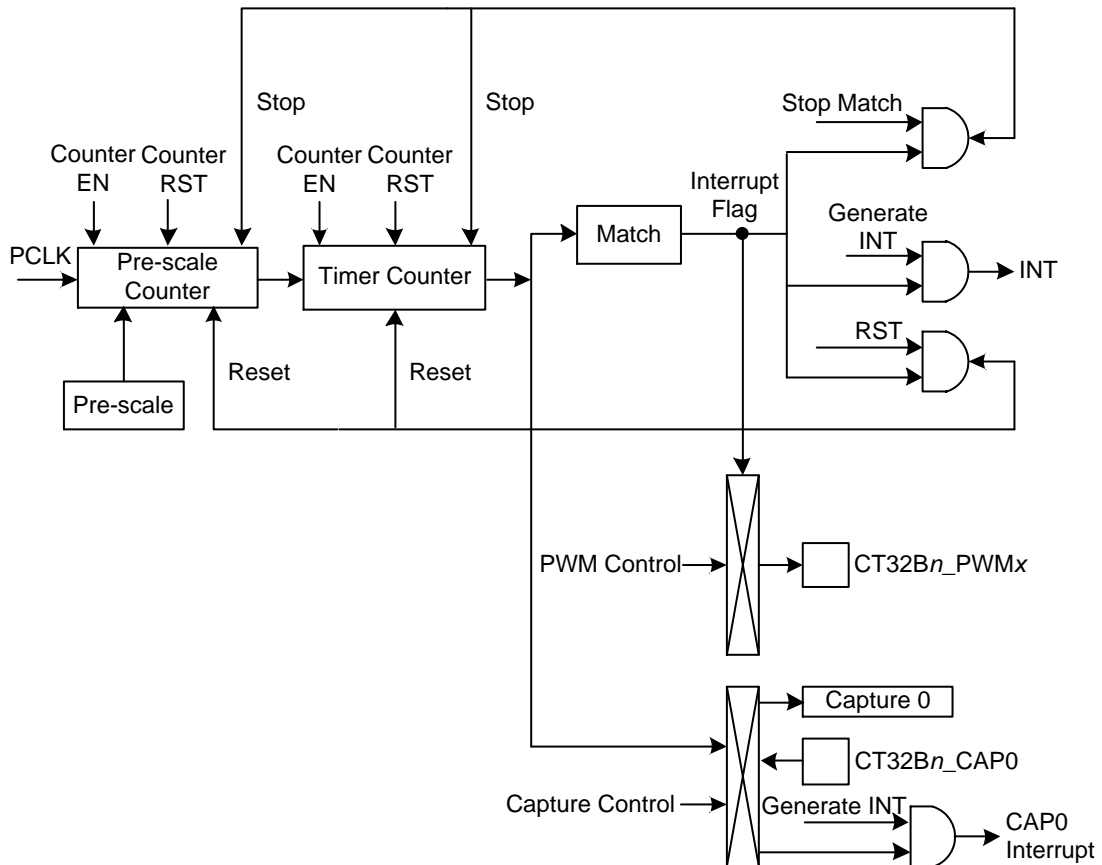 Stop
Stop
Stop Match
Counter
EN
Counter
RST
Counter
EN
Counter
RST
Interrupt
Flag
Generate
INT
PCLK
Pre-scale
Counter
Timer Counter
Match
INT
RST
Reset
Reset
Pre-scale
PWM Control
CT32Bn_PWMx
Capture 0
CT32Bn_CAP0
Capture Control
Generate INT
CAP0
Interrupt